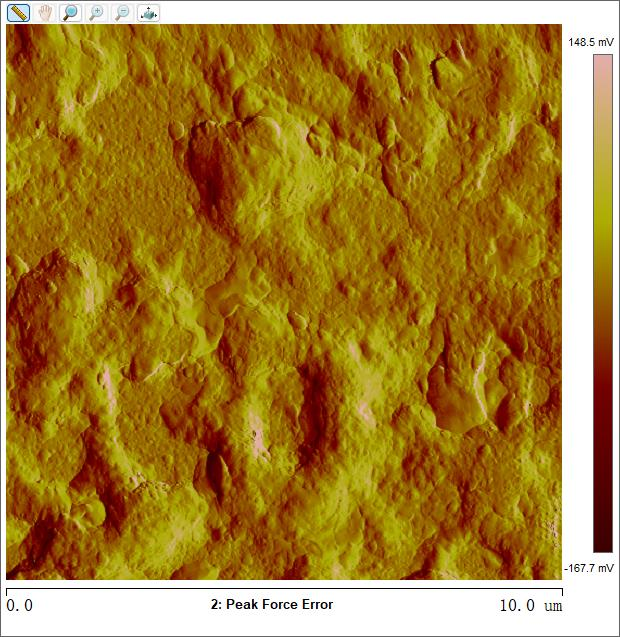 148.5 mV
-167.7 mV
0.0
2: Peak Force Error
10.0 um